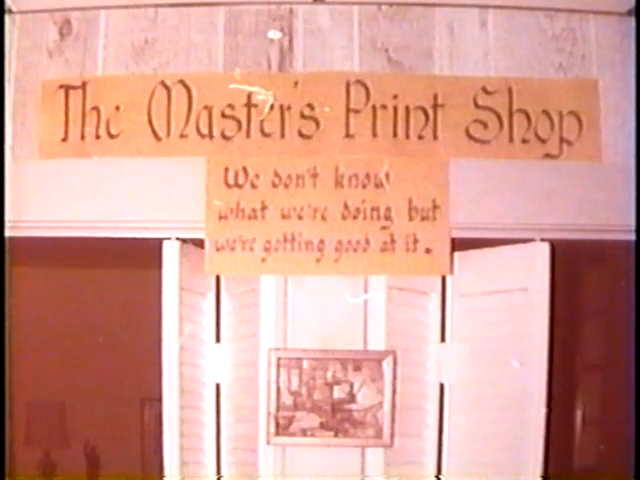 The Master's Print Shop
We don't know
what we're doing but
we're getting good at it.